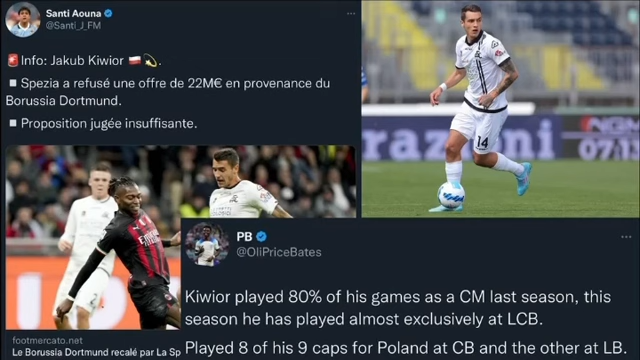 Santi Aouna
@Santi_J_FM
🚨Info: Jakub Kiwior 🇵🇱💫.
◾Spezia a refusé une offre de 22M€ en provenance du
Borussia Dortmund.
◾Proposition jugée insuffisante.
14
07:13
footmercato.net
Le Borussia Dortmund recalé par La Sp
PB
@OliPriceBates
Kiwior played 80% of his games as a CM last season, this
season he has played almost exclusively at LCB.
Played 8 of his 9 caps for Poland at CB and the other at LB.